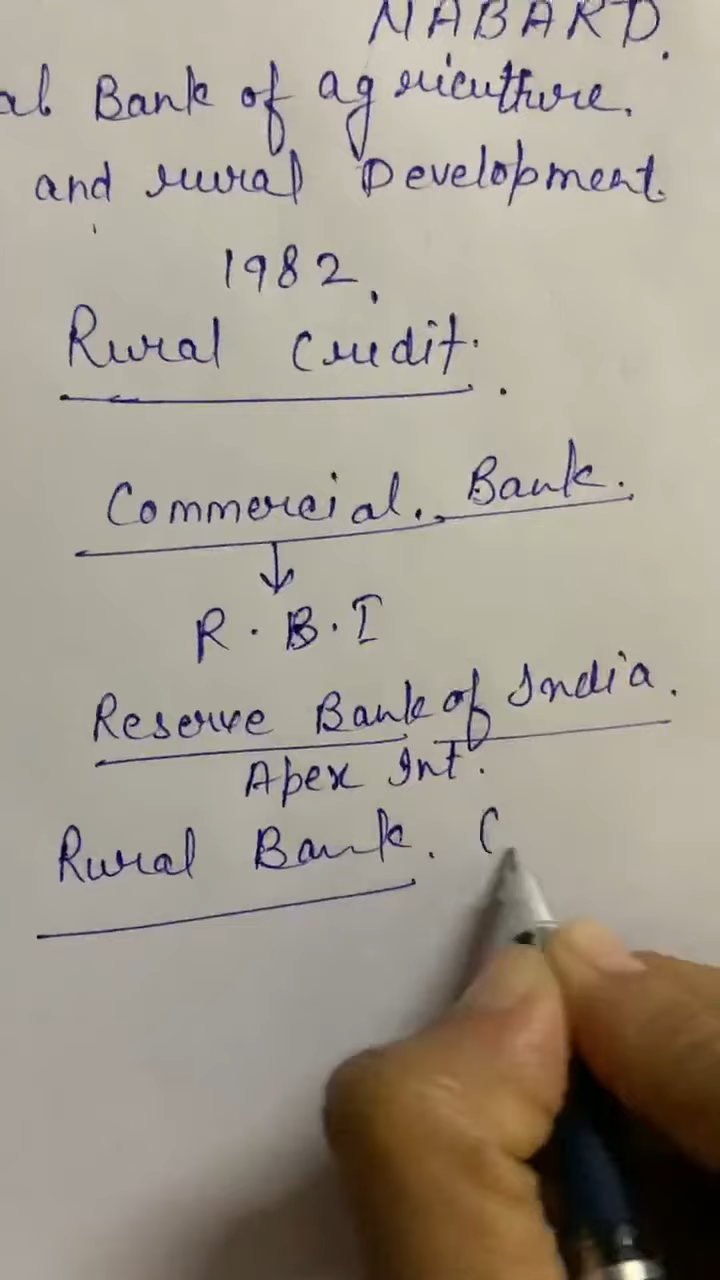 NABARD.
al Bank of agricuthure.
and rural Development.
1982.
Rural Credit.
Commercial. Bank.
R.B.I
Reserve Bank of India.
Apex Int.
Rural Bank. (